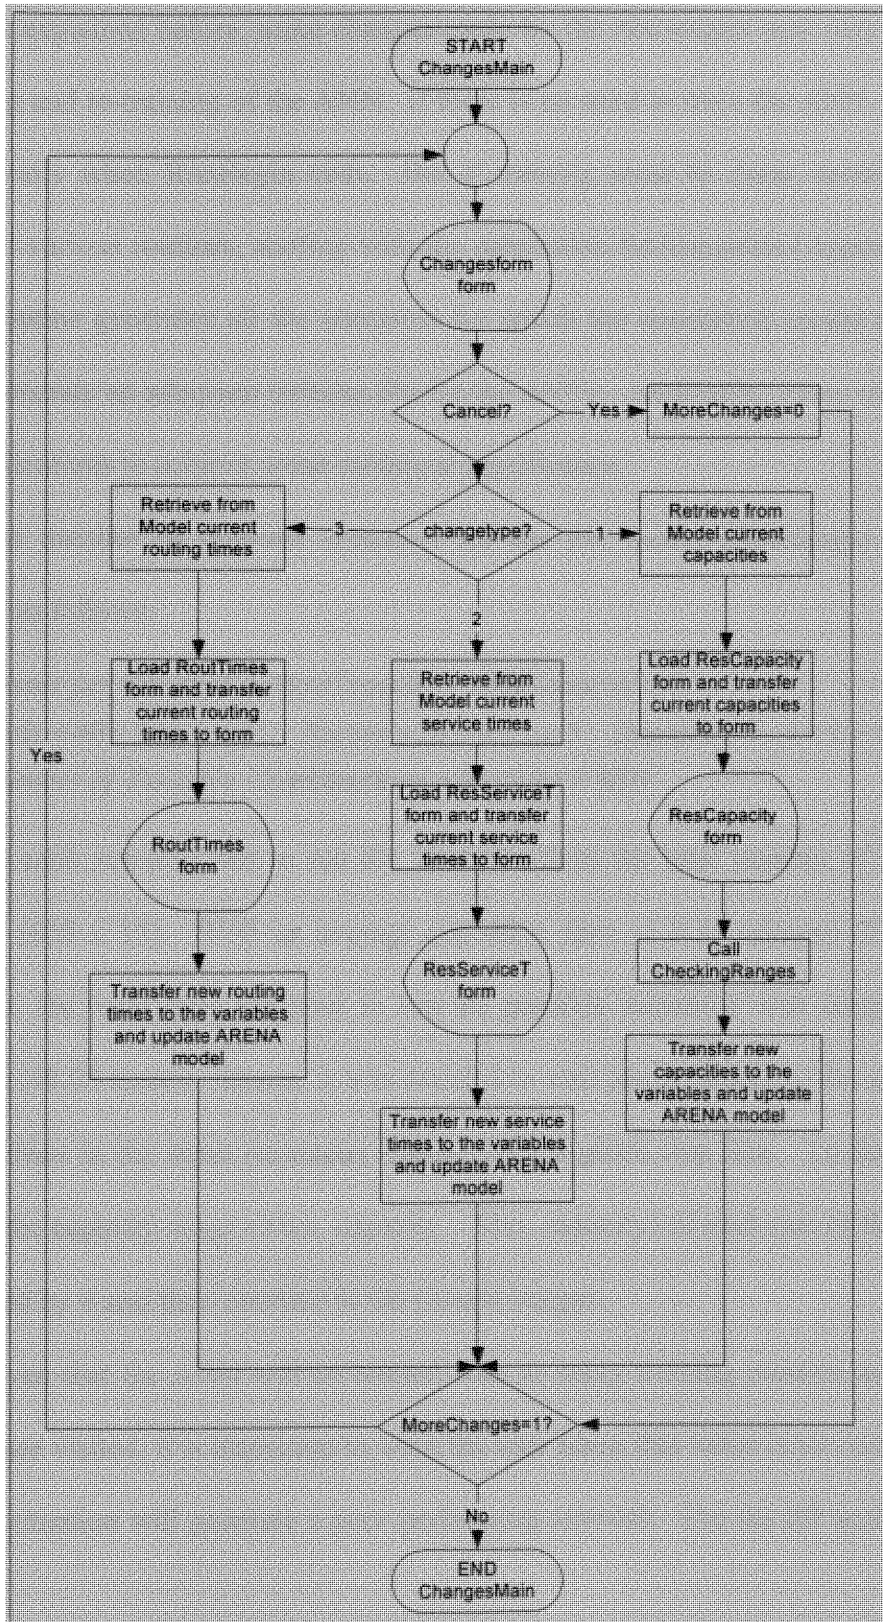 START
ChangesMain
Changesform
form
Cancel?
Yes
MoreChanges=0
Retrieve from
Model current
routing times
3
changetype?
1
Retrieve from
Model current
capacities
2
Load RoutTimes
form and transfer
current routing
times to form
Retrieve from
Model current
service times
Load ResCapacity
form and transfer
current capacities
to form
Yes
RoutTimes
form
Load ResServiceT
form and transfer
current service
times to form
ResCapacity
form
Call
CheckingRanges
ResServiceT
form
Transfer new routing
times to the variables
and update ARENA
model
Transfer new
capacities to the
variables and update
ARENA model
Transfer new service
times to the variables
and update ARENA
model
MoreChanges=1?
No
END
ChangesMain